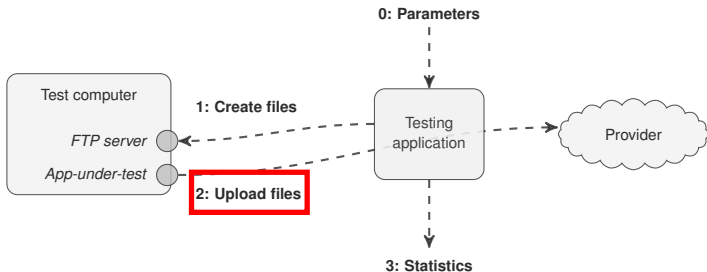 0: Parameters
Test computer
1: Create files
Testing
application
FTP server
Provider
App-under-test
2: Upload files
3: Statistics